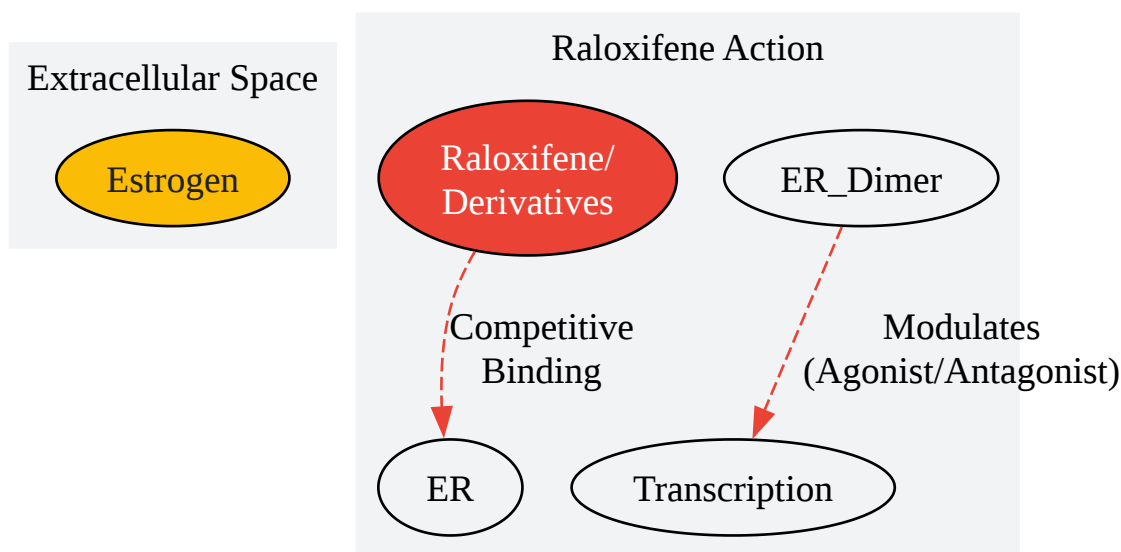 Raloxifene Action
Extracellular Space
Estrogen
Raloxifene/
Derivatives
ER_Dimer
Competitive
Binding
Modulates
(Agonist/Antagonist)
ER
Transcription